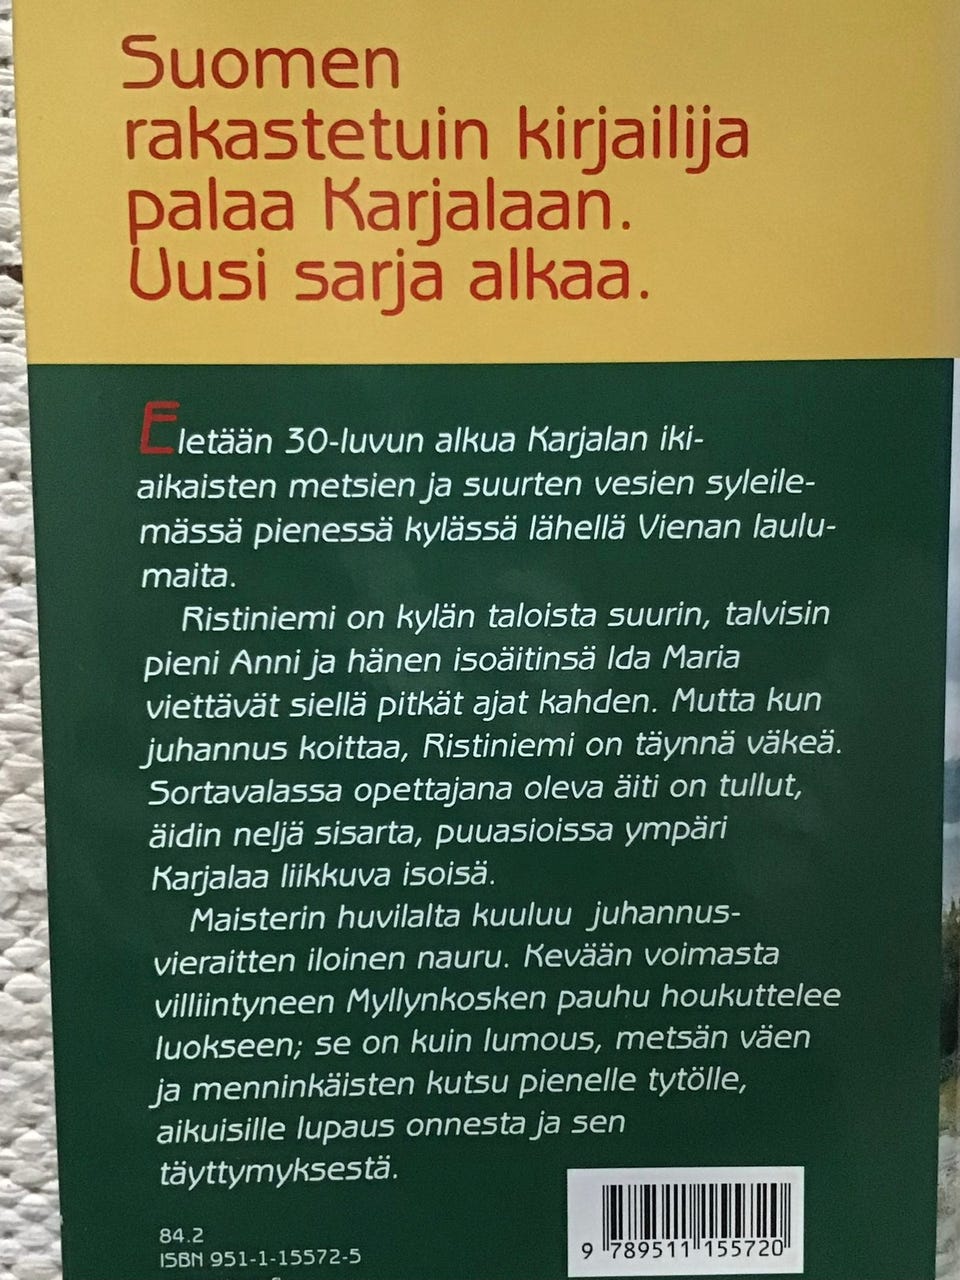 Suomen
rakastetuin kirjailija
palaa Karjalaan.
Uusi sarja alkaa.
Eletään 30-luvun alkua Karjalan iki-
aikaisten metsien ja suurten vesien syleile-
mässä pienessä kylässä lähellä Vienan laulu-
maita.
Ristiniemi on kylän taloista suurin, talvisin
pieni Anni ja hänen isoäitinsä Ida Maria
viettävät siellä pitkät ajat kahden. Mutta kun
juhannus koittaa, Ristiniemi on täynnä väkeä.
Sortavalassa opettajana oleva äiti on tullut,
äidin neljä sisarta, puuasioissa ympäri
Karjalaa liikkuva isoisä.
Maisterin huvilalta kuuluu juhannus-
vieraitten iloinen nauru. Kevään voimasta
villiintyneen Myllynkosken pauhu houkuttelee
luokseen; se on kuin lumous, metsän väen
ja menninkäisten kutsu pienelle tytölle,
aikuisille lupaus onnesta ja sen
täyttymyksestä.
84.2
ISBN 951-1-15572-5
9 789511 155720